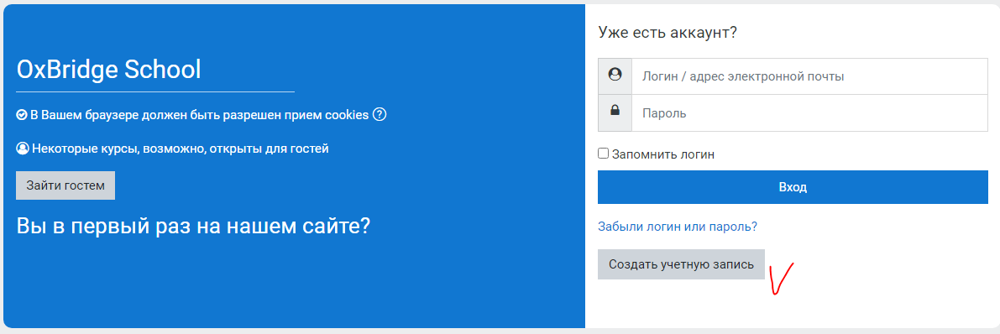 OxBridge School
В Вашем браузере должен быть разрешен прием cookies
Некоторые курсы, возможно, открыты для гостей
Зайти гостем
Вы в первый раз на нашем сайте?
Уже есть аккаунт?
Логин / адрес электронной почты
Пароль
Запомнить логин
Вход
Забыли логин или пароль?
Создать учетную запись